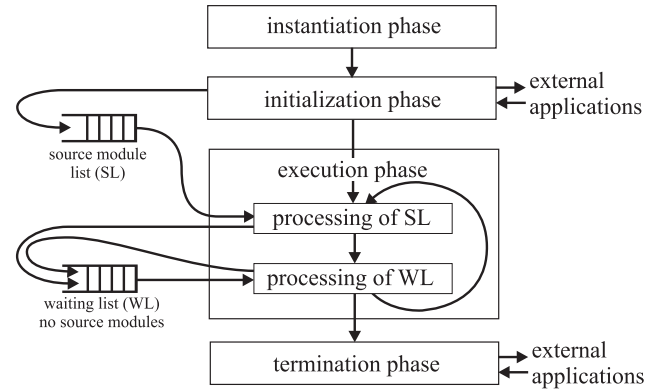 instantiation phase
initialization phase
external
applications
source module
list (SL)
execution phase
processing of SL
processing of WL
waiting list (WL)
no source modules
termination phase
external
applications